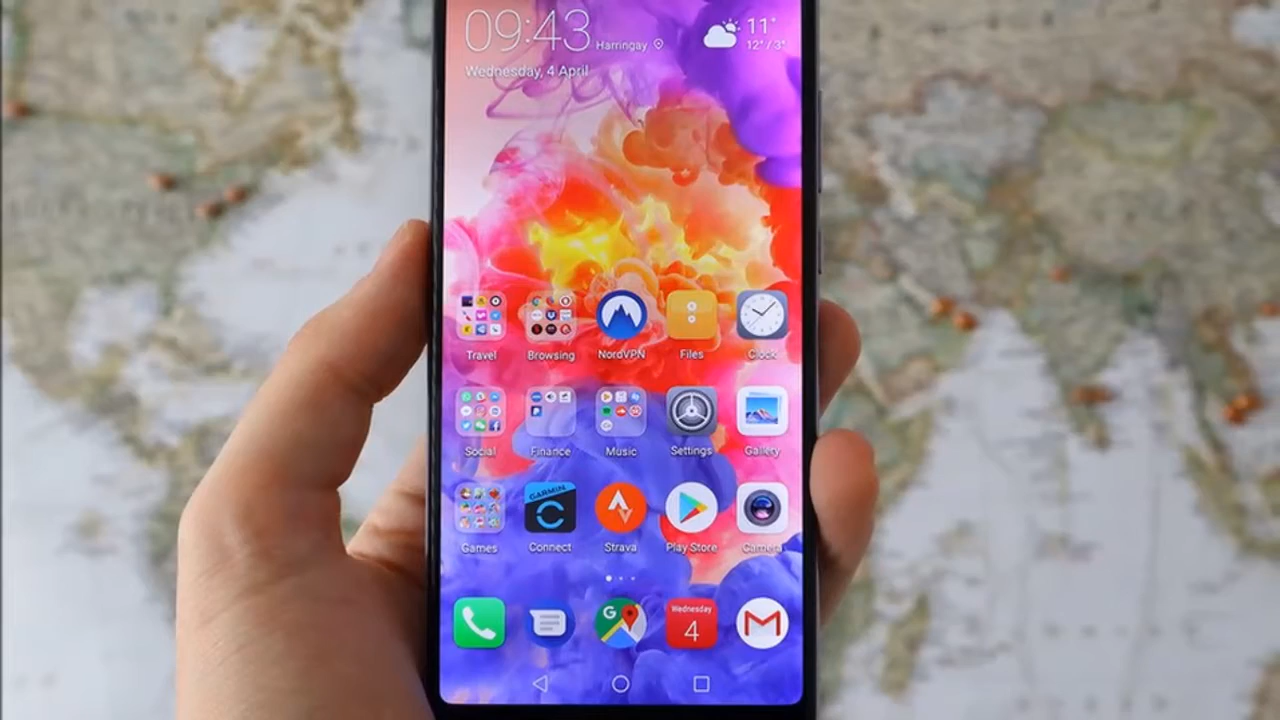 09:43
Harringay
11°
12° / 3°
Wednesday, 4 April
Travel
Browsing
NordVPN
Files
Clock
Social
Finance
Music
Settings
Gallery
GARMIN
Games
Connect
Strava
Play Store
Camera
G
Wednesday
4